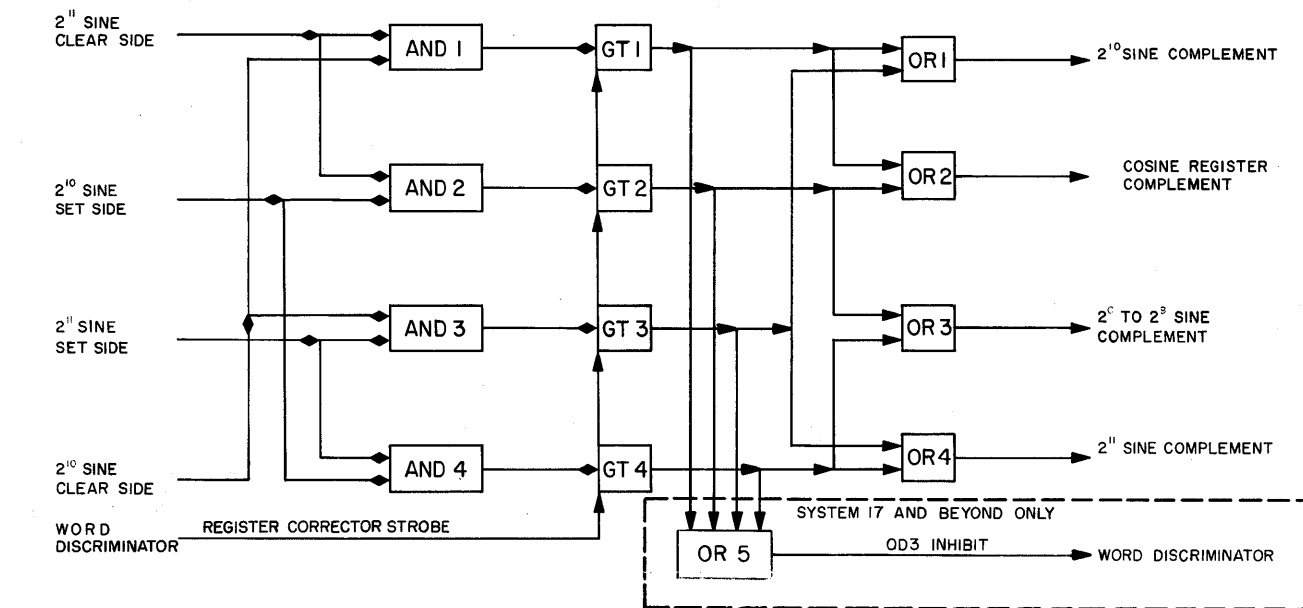 2¹¹ SINE
CLEAR SIDE
AND 1
GT 1
OR 1
2¹⁰ SINE COMPLEMENT
2¹⁰ SINE
SET SIDE
AND 2
GT 2
OR 2
COSINE REGISTER
COMPLEMENT
2¹¹ SINE
SET SIDE
AND 3
GT 3
OR 3
2⁰ TO 2⁹ SINE
COMPLEMENT
2¹⁰ SINE
CLEAR SIDE
AND 4
GT 4
OR 4
2¹¹ SINE COMPLEMENT
WORD
DISCRIMINATOR
REGISTER CORRECTOR STROBE
SYSTEM 17 AND BEYOND ONLY
OR 5
OD3 INHIBIT
WORD DISCRIMINATOR